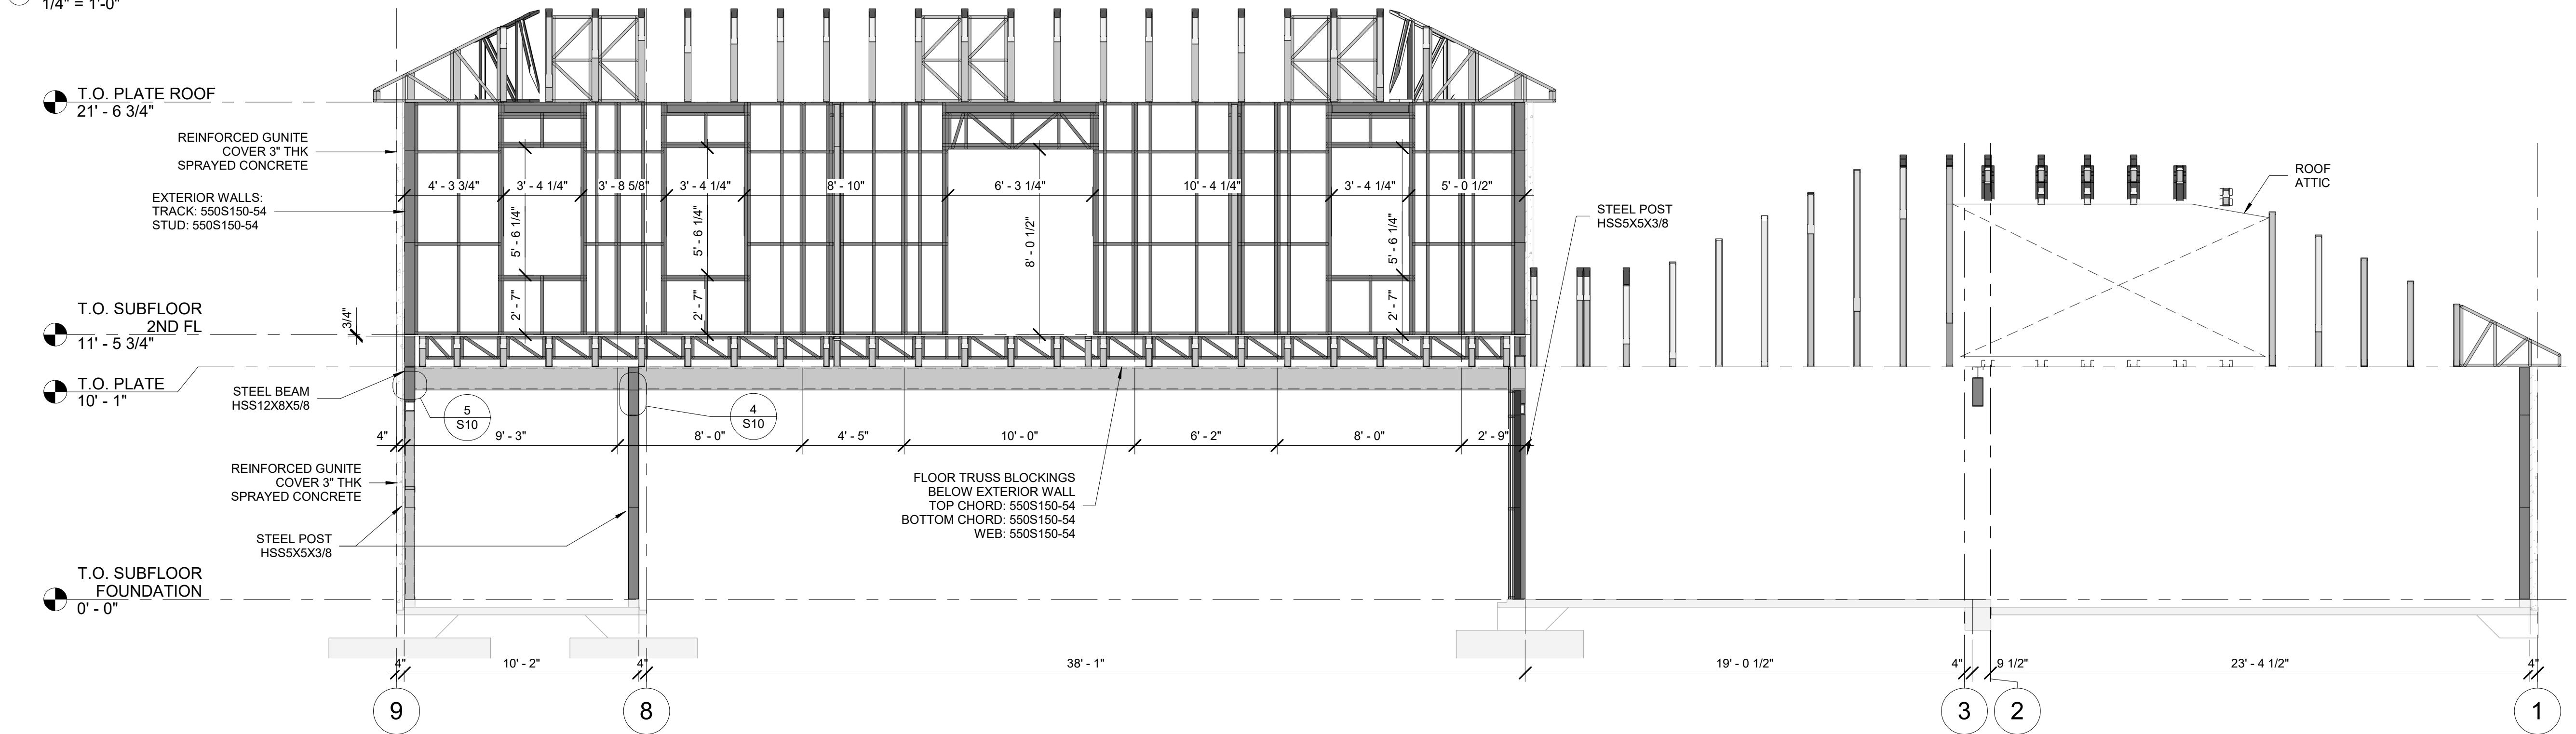 1/4" = 1'-0"
T.O. PLATE ROOF
21' - 6 3/4"
REINFORCED GUNITE
COVER 3" THK
SPRAYED CONCRETE
EXTERIOR WALLS:
TRACK: 550S150-54
STUD: 550S150-54
4' - 3 3/4"
3' - 4 1/4"
3' - 8 5/8"
3' - 4 1/4"
8' - 10"
6' - 3 1/4"
10' - 4 1/4"
3' - 4 1/4"
5' - 0 1/2"
5' - 6 1/4"
5' - 6 1/4"
8' - 0 1/2"
5' - 6 1/4"
2' - 7"
2' - 7"
2' - 7"
STEEL POST
HSS5X5X3/8
ROOF
ATTIC
T.O. SUBFLOOR
2ND FL
11' - 5 3/4"
3/4"
T.O. PLATE
10' - 1"
STEEL BEAM
HSS12X8X5/8
5
S10
4
S10
4"
9' - 3"
8' - 0"
4' - 5"
10' - 0"
6' - 2"
8' - 0"
2' - 9"
REINFORCED GUNITE
COVER 3" THK
SPRAYED CONCRETE
FLOOR TRUSS BLOCKINGS
BELOW EXTERIOR WALL
TOP CHORD: 550S150-54
BOTTOM CHORD: 550S150-54
WEB: 550S150-54
STEEL POST
HSS5X5X3/8
T.O. SUBFLOOR
FOUNDATION
0' - 0"
4"
10' - 2"
4"
38' - 1"
19' - 0 1/2"
4"
9 1/2"
23' - 4 1/2"
4"
9
8
3
2
1